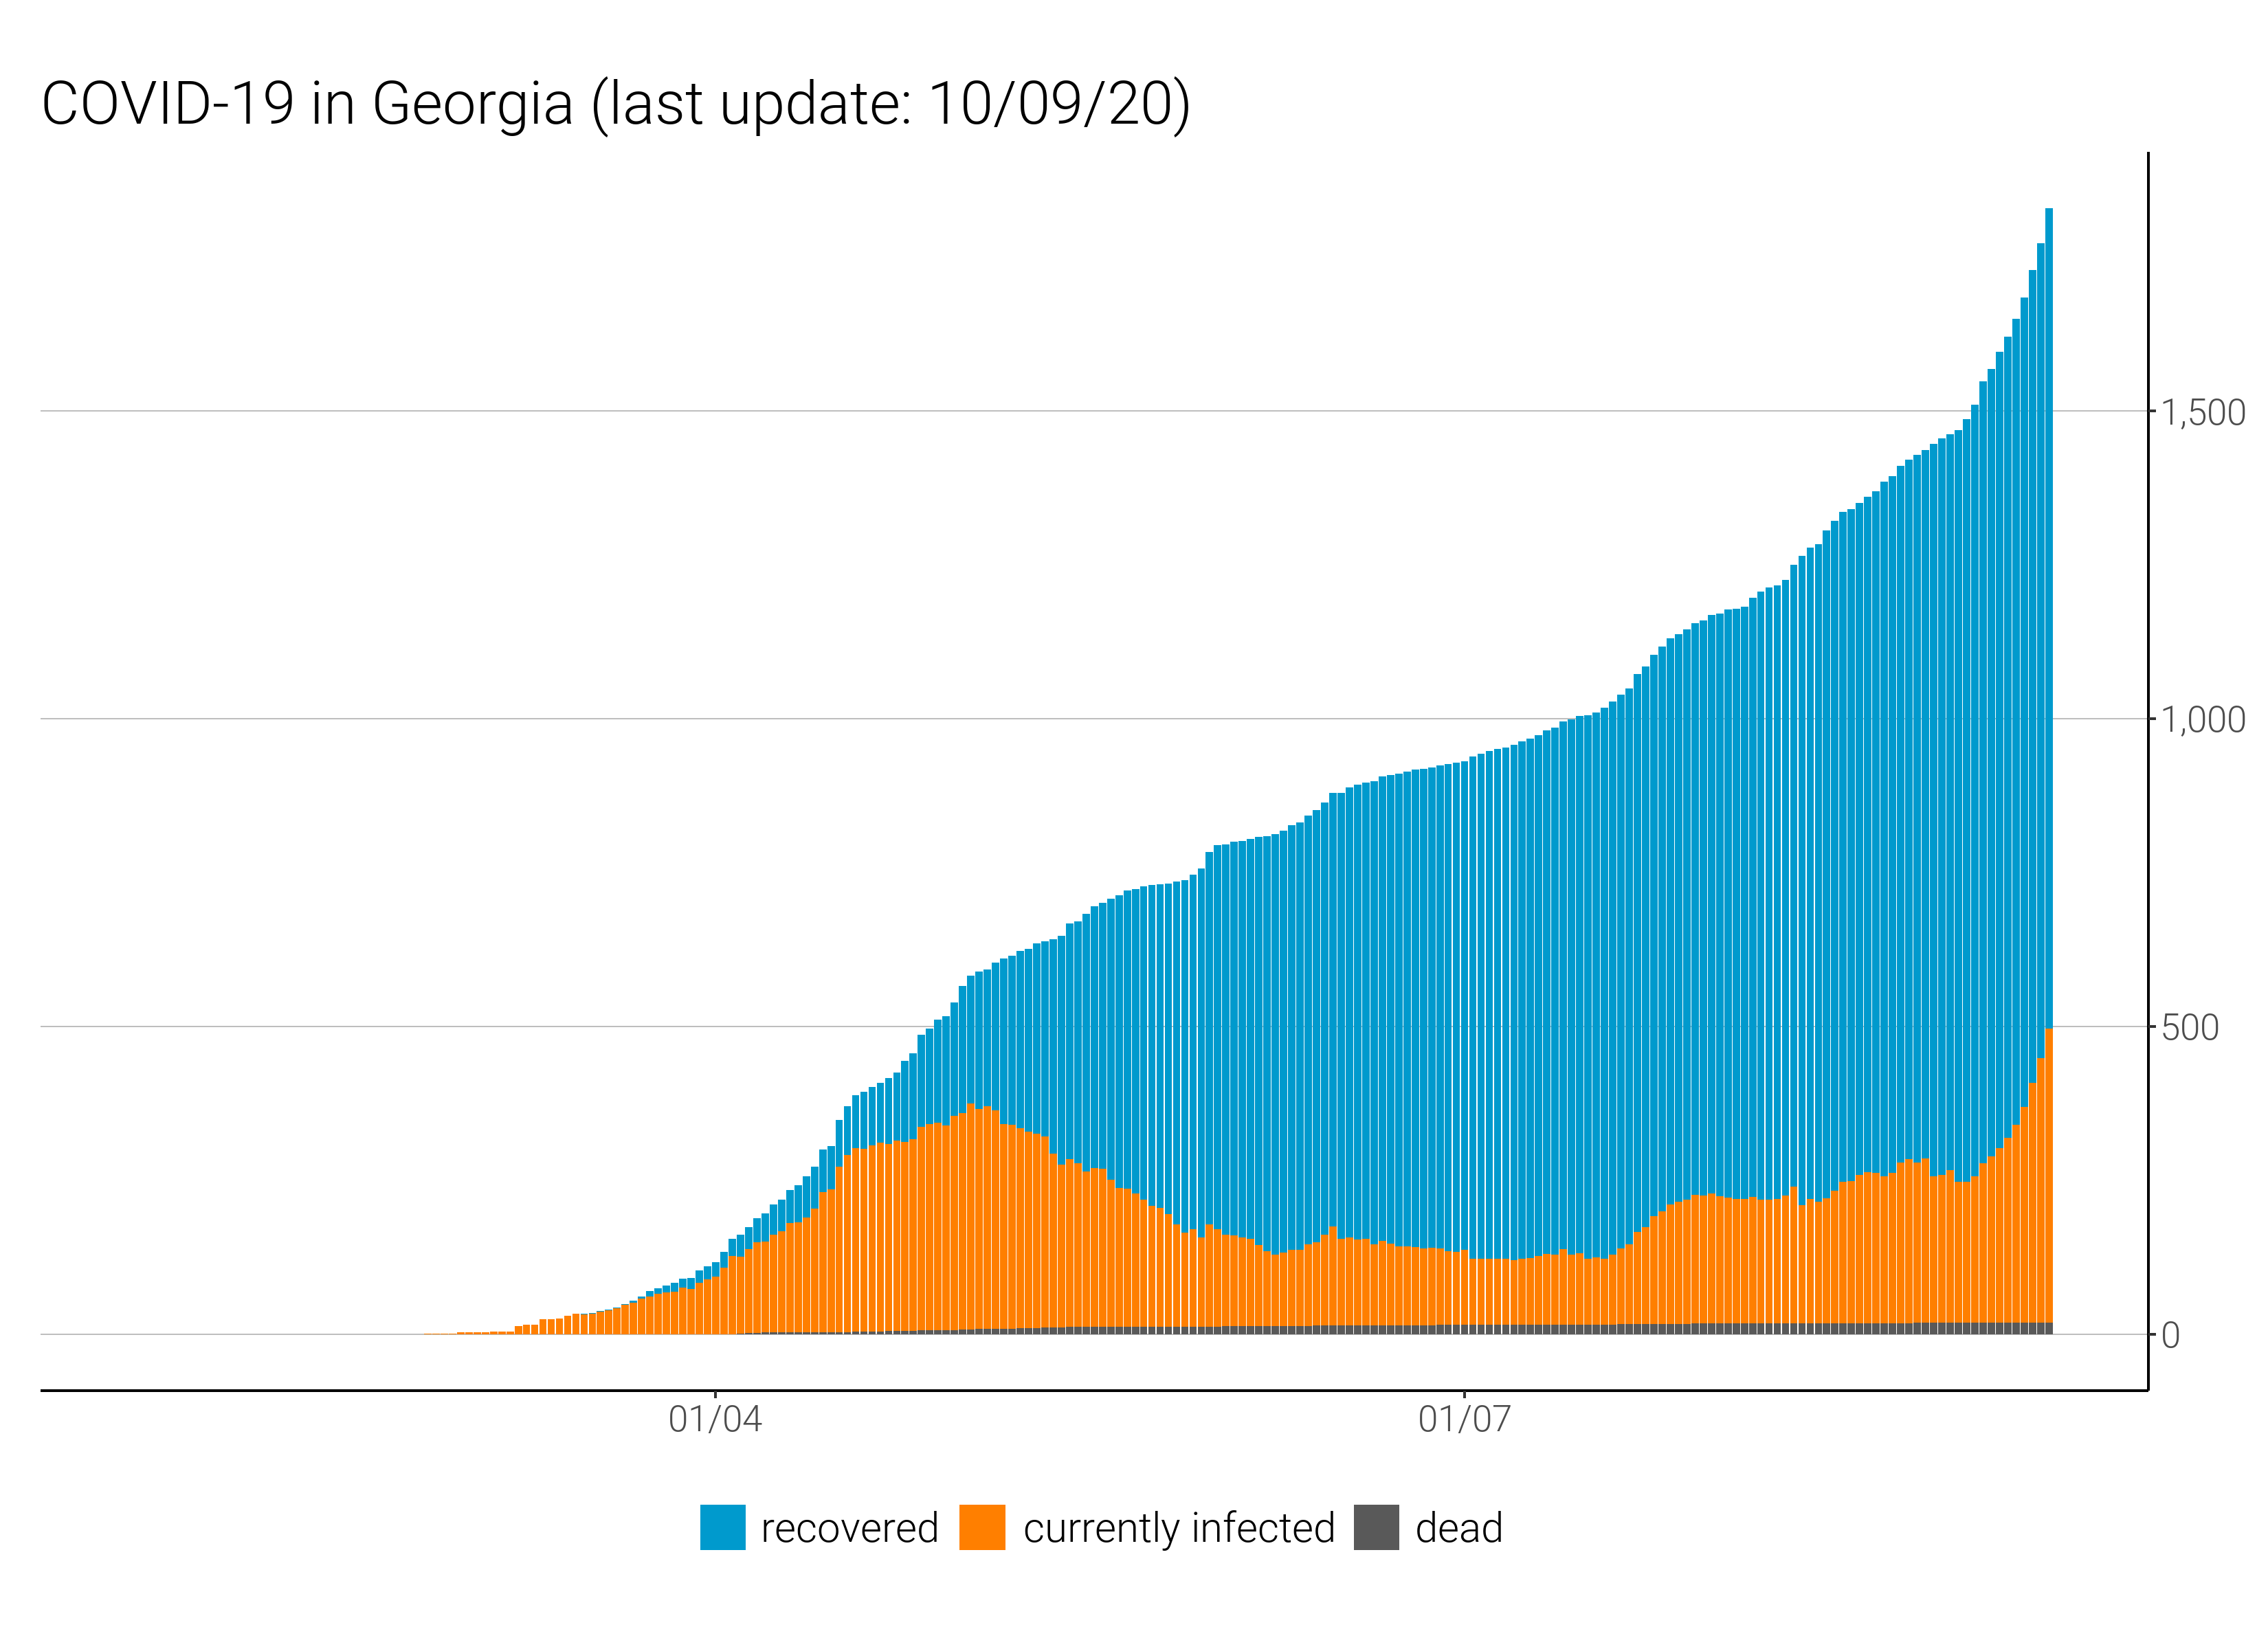 COVID-19 in Georgia (last update: 10/09/20)
1,500
1,000
500
0
01/04 01/07
recovered currently infected dead